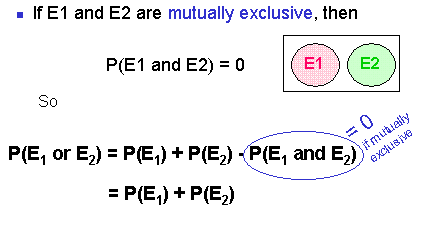 If E1 and E2 are mutually exclusive, then
P(E1 and E2) = 0
E1 E2
So
= 0
if mutually
exclusive
P(E₁ or E₂) = P(E₁) + P(E₂) - P(E₁ and E₂)
= P(E₁) + P(E₂)